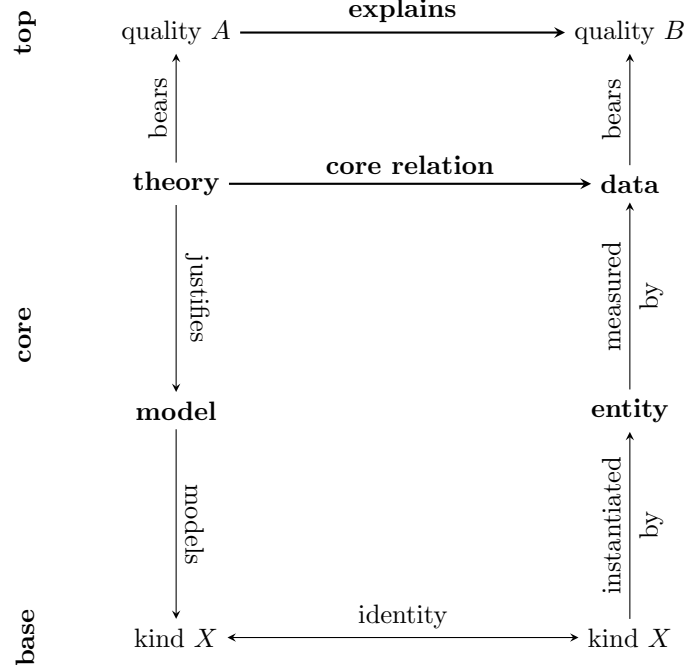 explains
top
quality A
quality B
bears
bears
core relation
theory
data
justifies
measured
by
core
model
entity
models
instantiated
by
identity
base
kind X
kind X